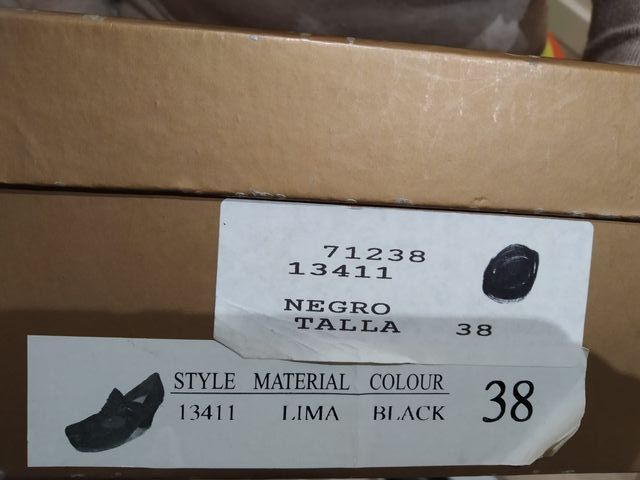 71238
13411
NEGRO
TALLA 38
STYLE MATERIAL COLOUR
13411 LIMA BLACK 38